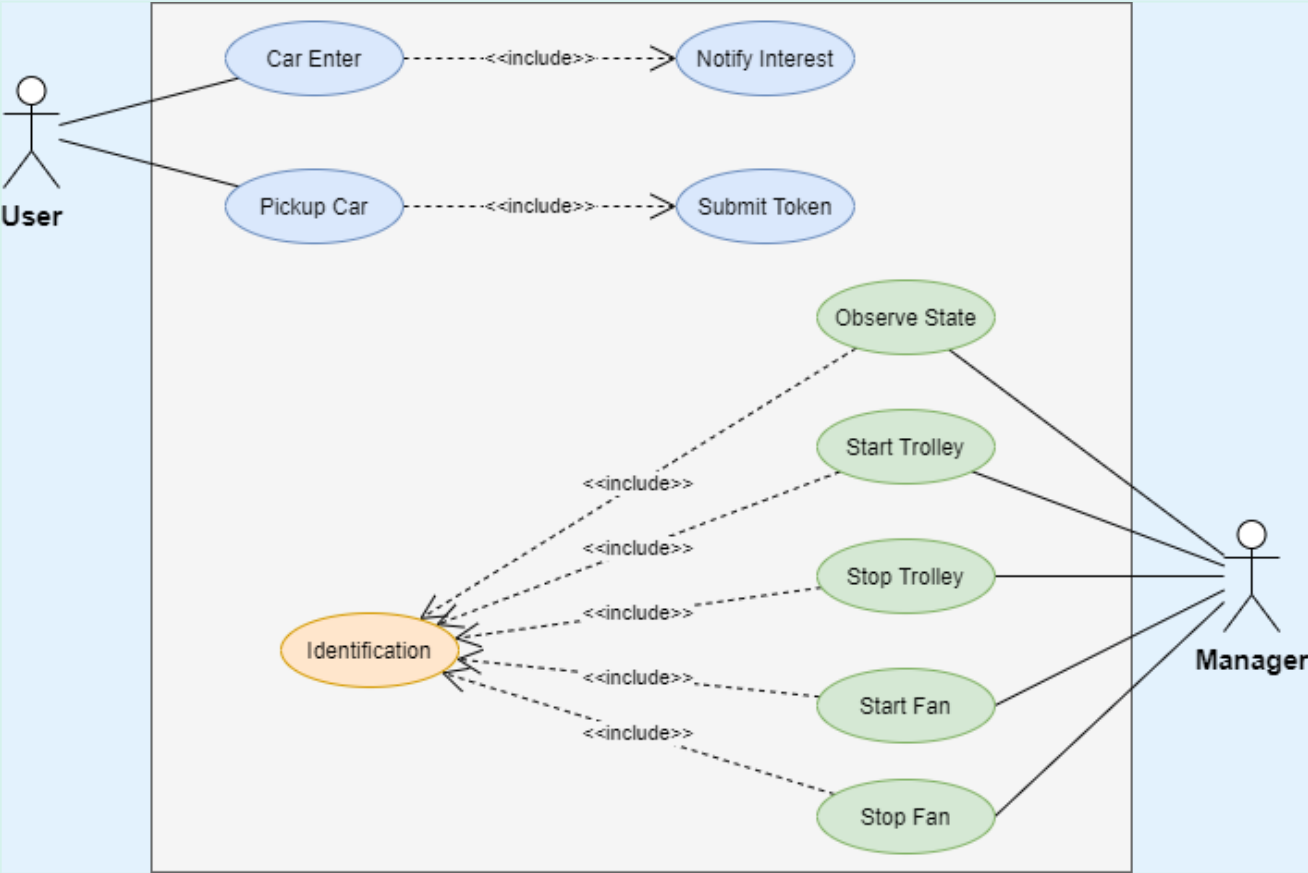 Car Enter
<<include>>
Notify Interest
User
Pickup Car
<<include>>
Submit Token
Observe State
<<include>>
Start Trolley
<<include>>
Stop Trolley
<<include>>
Identification
Manager
<<include>>
Start Fan
<<include>>
Stop Fan